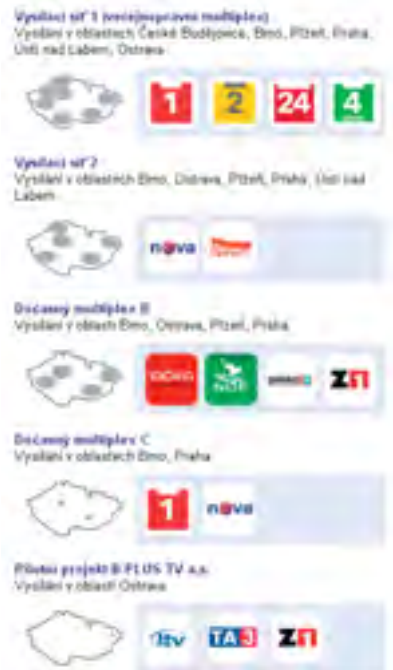 Vysílací síť 1 (veřejnoprávní multiplex)
Vysílání v oblastech České Budějovice, Brno, Plzeň, Praha,
Ústí nad Labem, Ostrava
1 2 24 4
Vysílací síť 2
Vysílání v oblastech Brno, Ostrava, Plzeň, Praha, Ústí nad
Labem
nova
Dočasný multiplex B
Vysílání v oblasti Brno, Ostrava, Plzeň, Praha
Z1
Dočasný multiplex C
Vysílání v oblastech Brno, Praha
1 nova
Pilotní projekt B PLUS TV a.s.
Vysílání v oblasti Ostrava
TA3 Z1